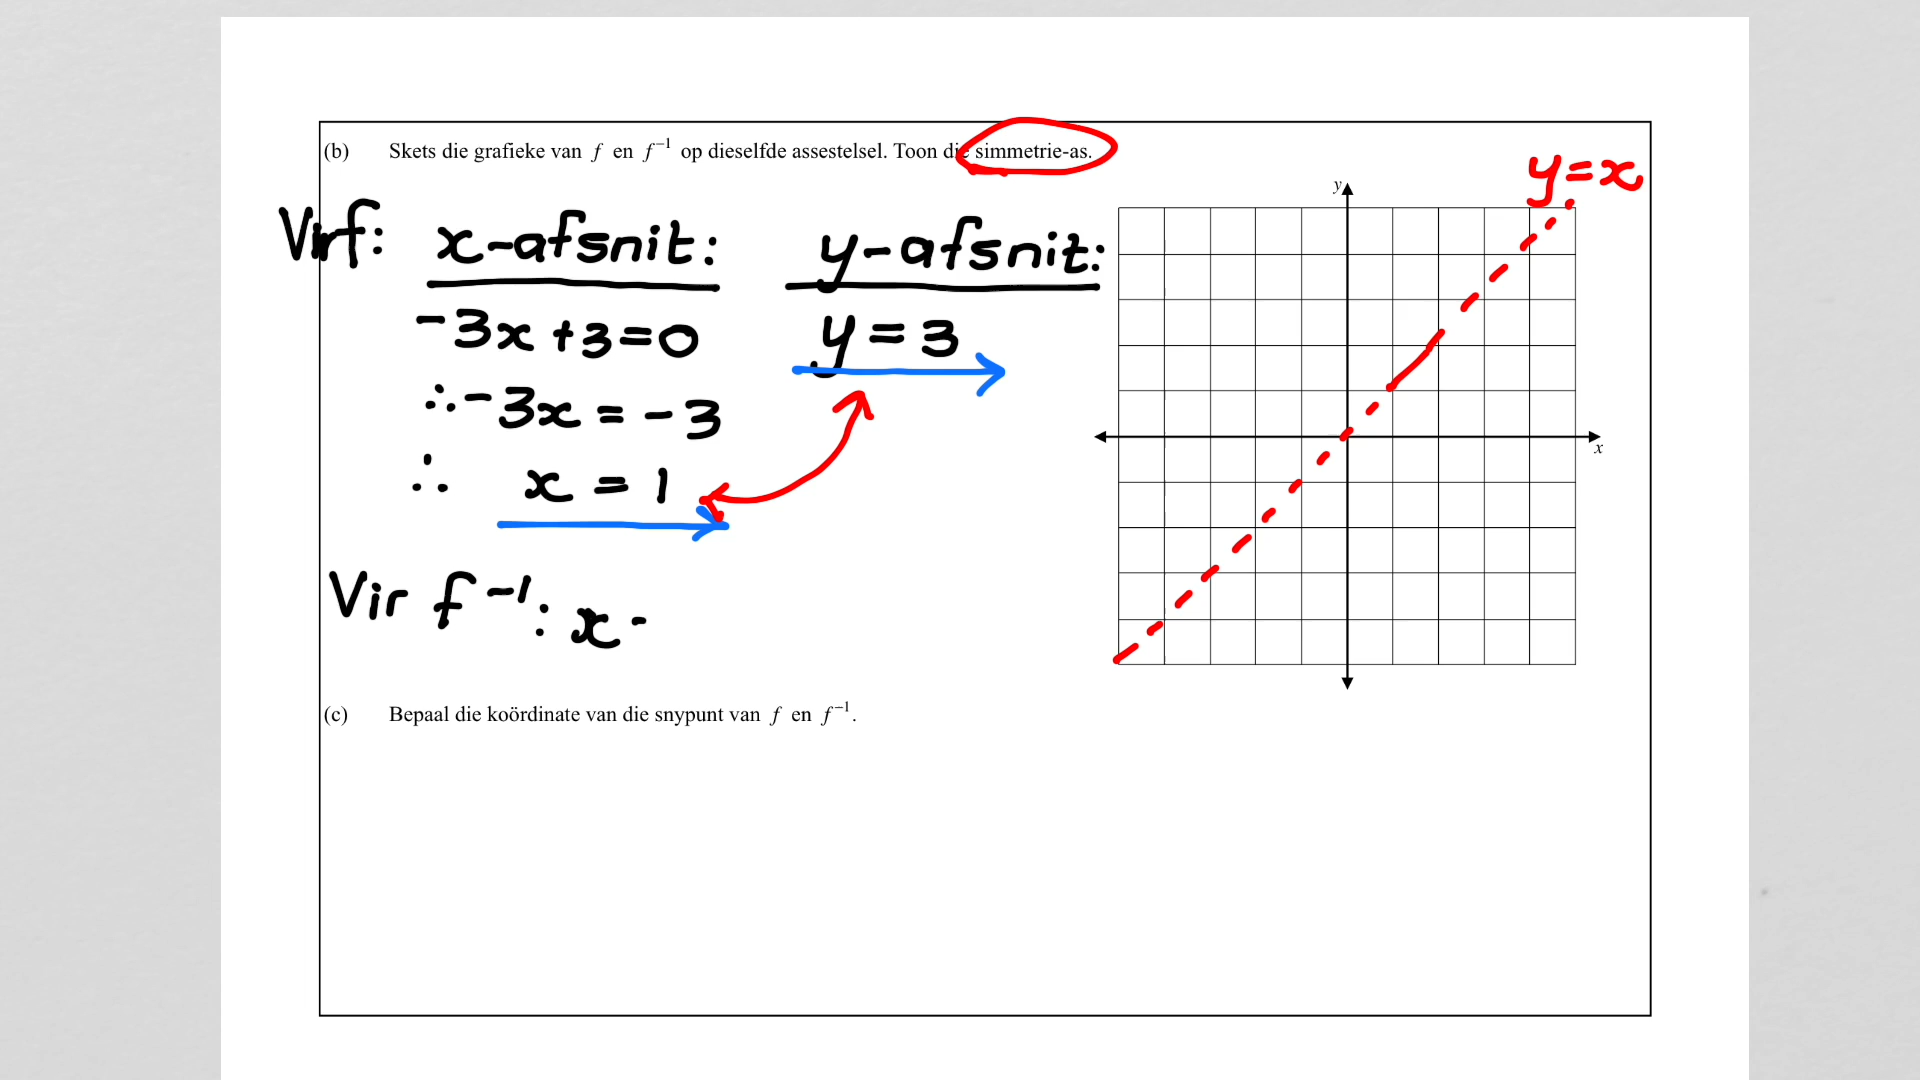 (b) Skets die grafieke van f en f⁻¹ op dieselfde assestelsel. Toon die simmetrie-as.
y=x
y
Vir f: x-afsnit: y-afsnit:
-3x+3=0 y=3
∴-3x=-3
x
∴ x=1
Vir f⁻¹: x-
(c) Bepaal die koördinate van die snypunt van f en f⁻¹.